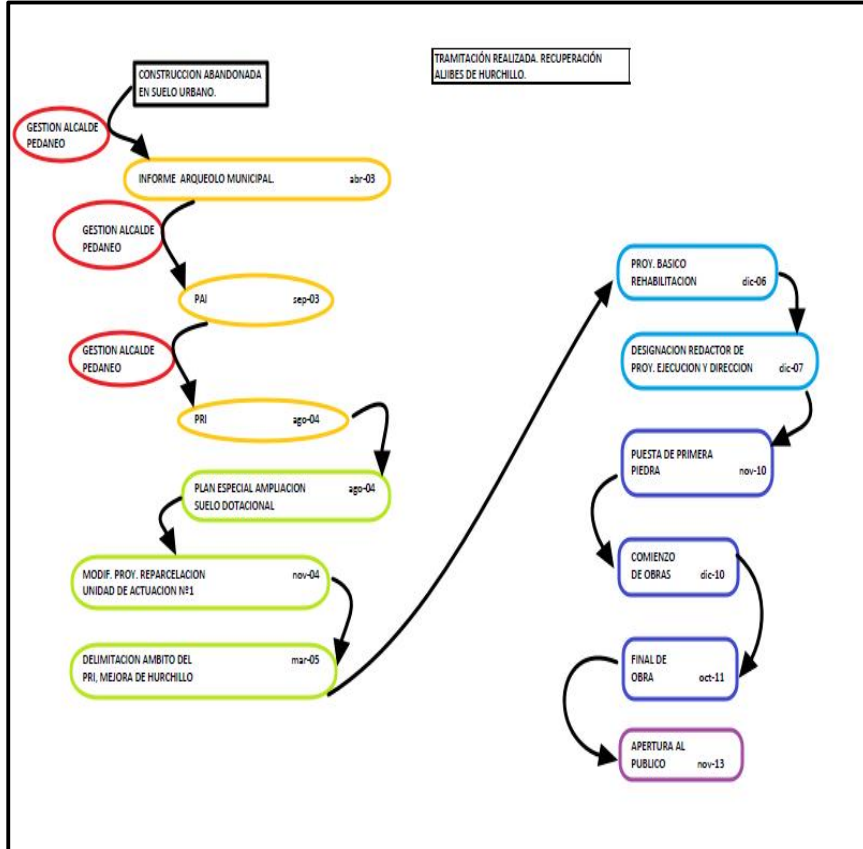 CONSTRUCCION ABANDONADA
EN SUELO URBANO.
TRAMITACIÓN REALIZADA. RECUPERACIÓN
ALJIBES DE HURCHILLO.
GESTION ALCALDE
PEDANEO
INFORME ARQUEOLO MUNICIPAL. abr-03
GESTION ALCALDE
PEDANEO
PAI sep-03
GESTION ALCALDE
PEDANEO
PRI ago-04
PLAN ESPECIAL AMPLIACION ago-04
SUELO DOTACIONAL
MODIF. PROY. REPARCELACION nov-04
UNIDAD DE ACTUACION Nº1
DELIMITACION AMBITO DEL mar-05
PRI, MEJORA DE HURCHILLO
PROY. BASICO
REHABILITACION dic-06
DESIGNACION REDACTOR DE
PROY. EJECUCION Y DIRECCION dic-07
PUESTA DE PRIMERA
PIEDRA nov-10
COMIENZO
DE OBRAS dic-10
FINAL DE
OBRA oct-11
APERTURA AL
PUBLICO nov-13